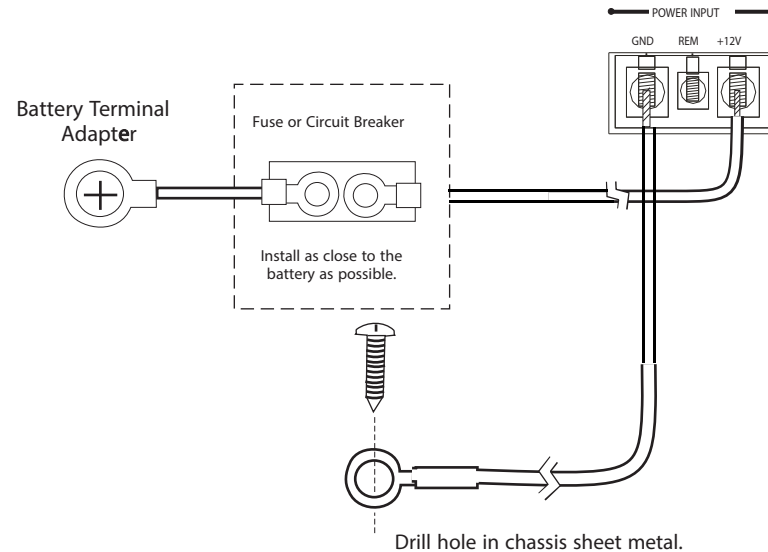 POWER INPUT
GND REM +12V
Battery Terminal
Adapter
Fuse or Circuit Breaker
Install as close to the
battery as possible.
Drill hole in chassis sheet metal.